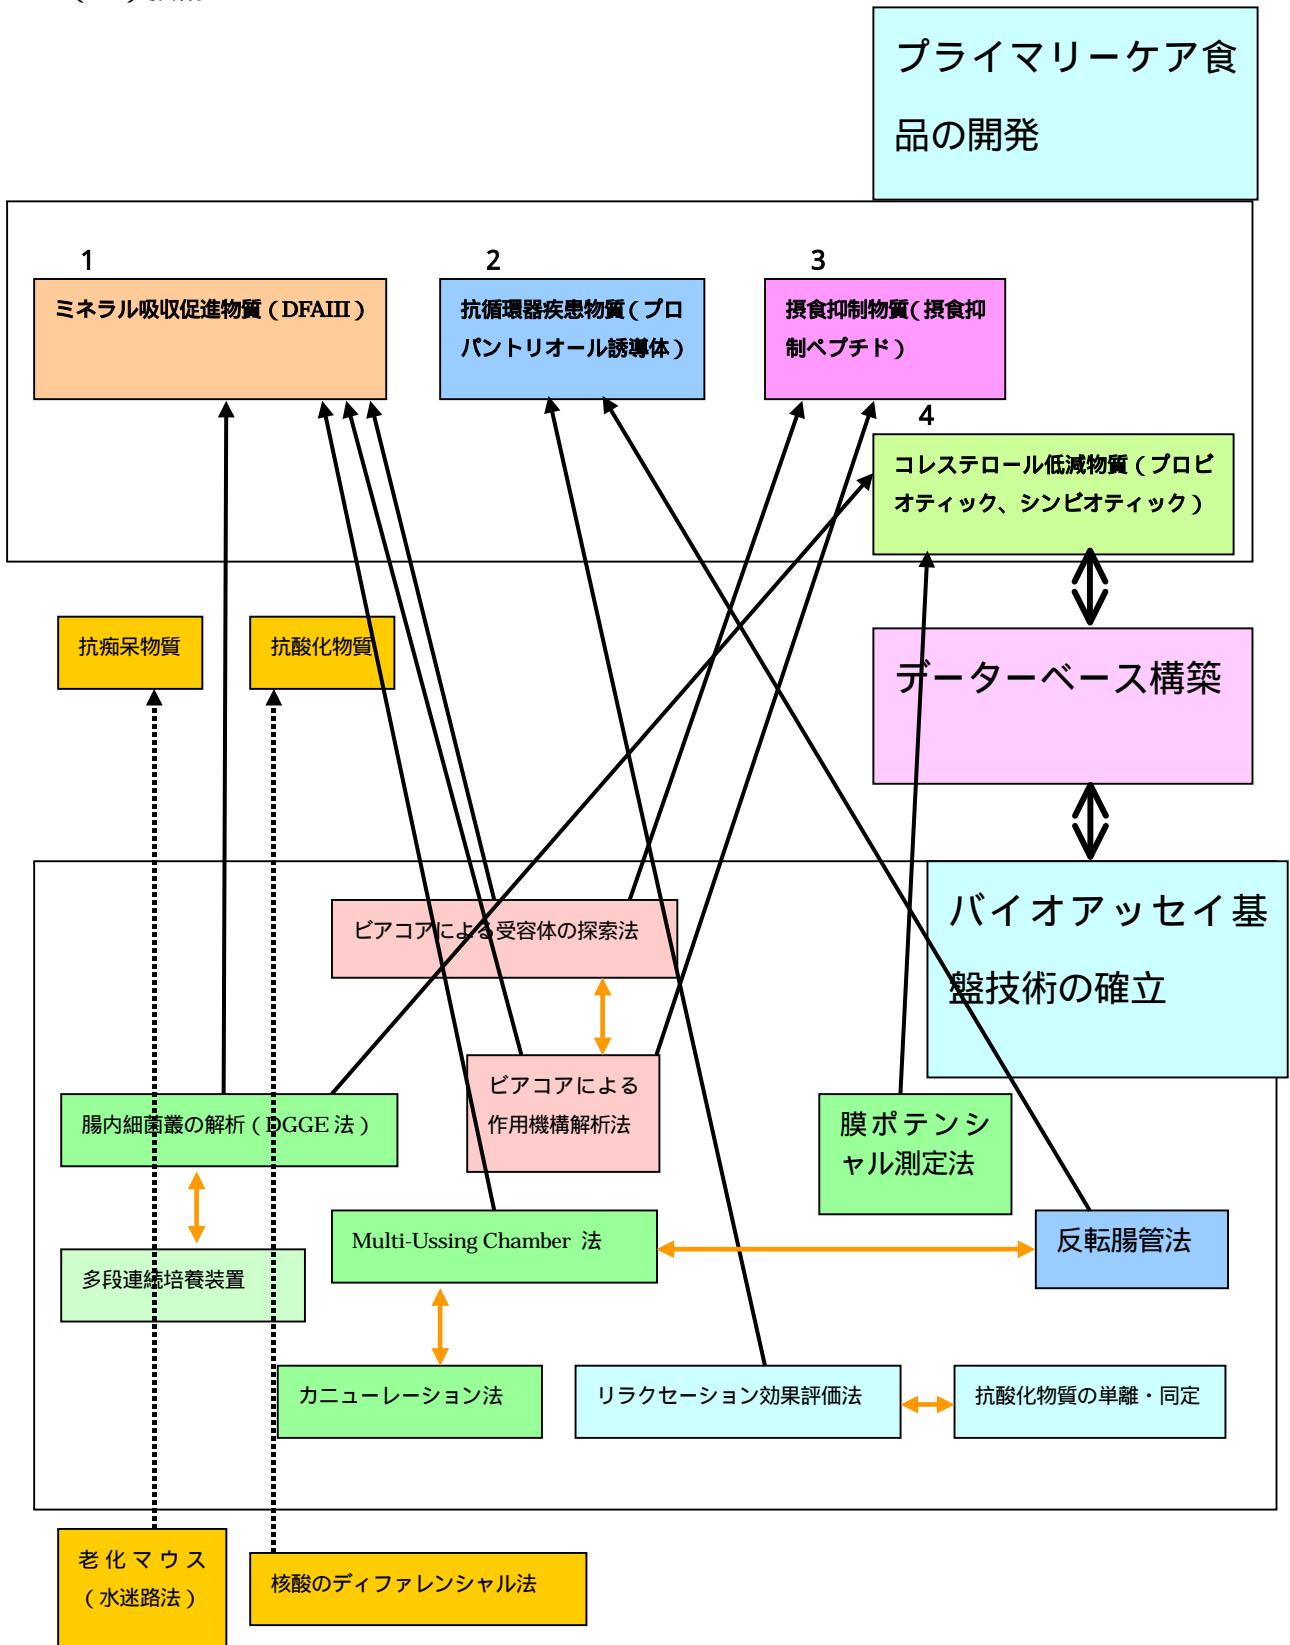 プライマリーケア食
品の開発
1
ミネラル吸収促進物質（DFAIII）
2
抗循環器疾患物質（プロ
パントリオール誘導体）
3
摂食抑制物質（摂食抑
制ペプチド）
4
コレステロール低減物質（プロビ
オティック、シンビオティック）
抗痴呆物質
抗酸化物質
データーベース構築
バイオアッセイ基
盤技術の確立
ビアコアによる受容体の探索法
ビアコアによる
作用機構解析法
腸内細菌叢の解析（DGGE 法）
膜ポテンシ
ャル測定法
Multi-Ussing Chamber 法
反転腸管法
多段連続培養装置
カニューレーション法
リラクセーション効果評価法
抗酸化物質の単離・同定
老化マウス
（水迷路法）
核酸のディファレンシャル法